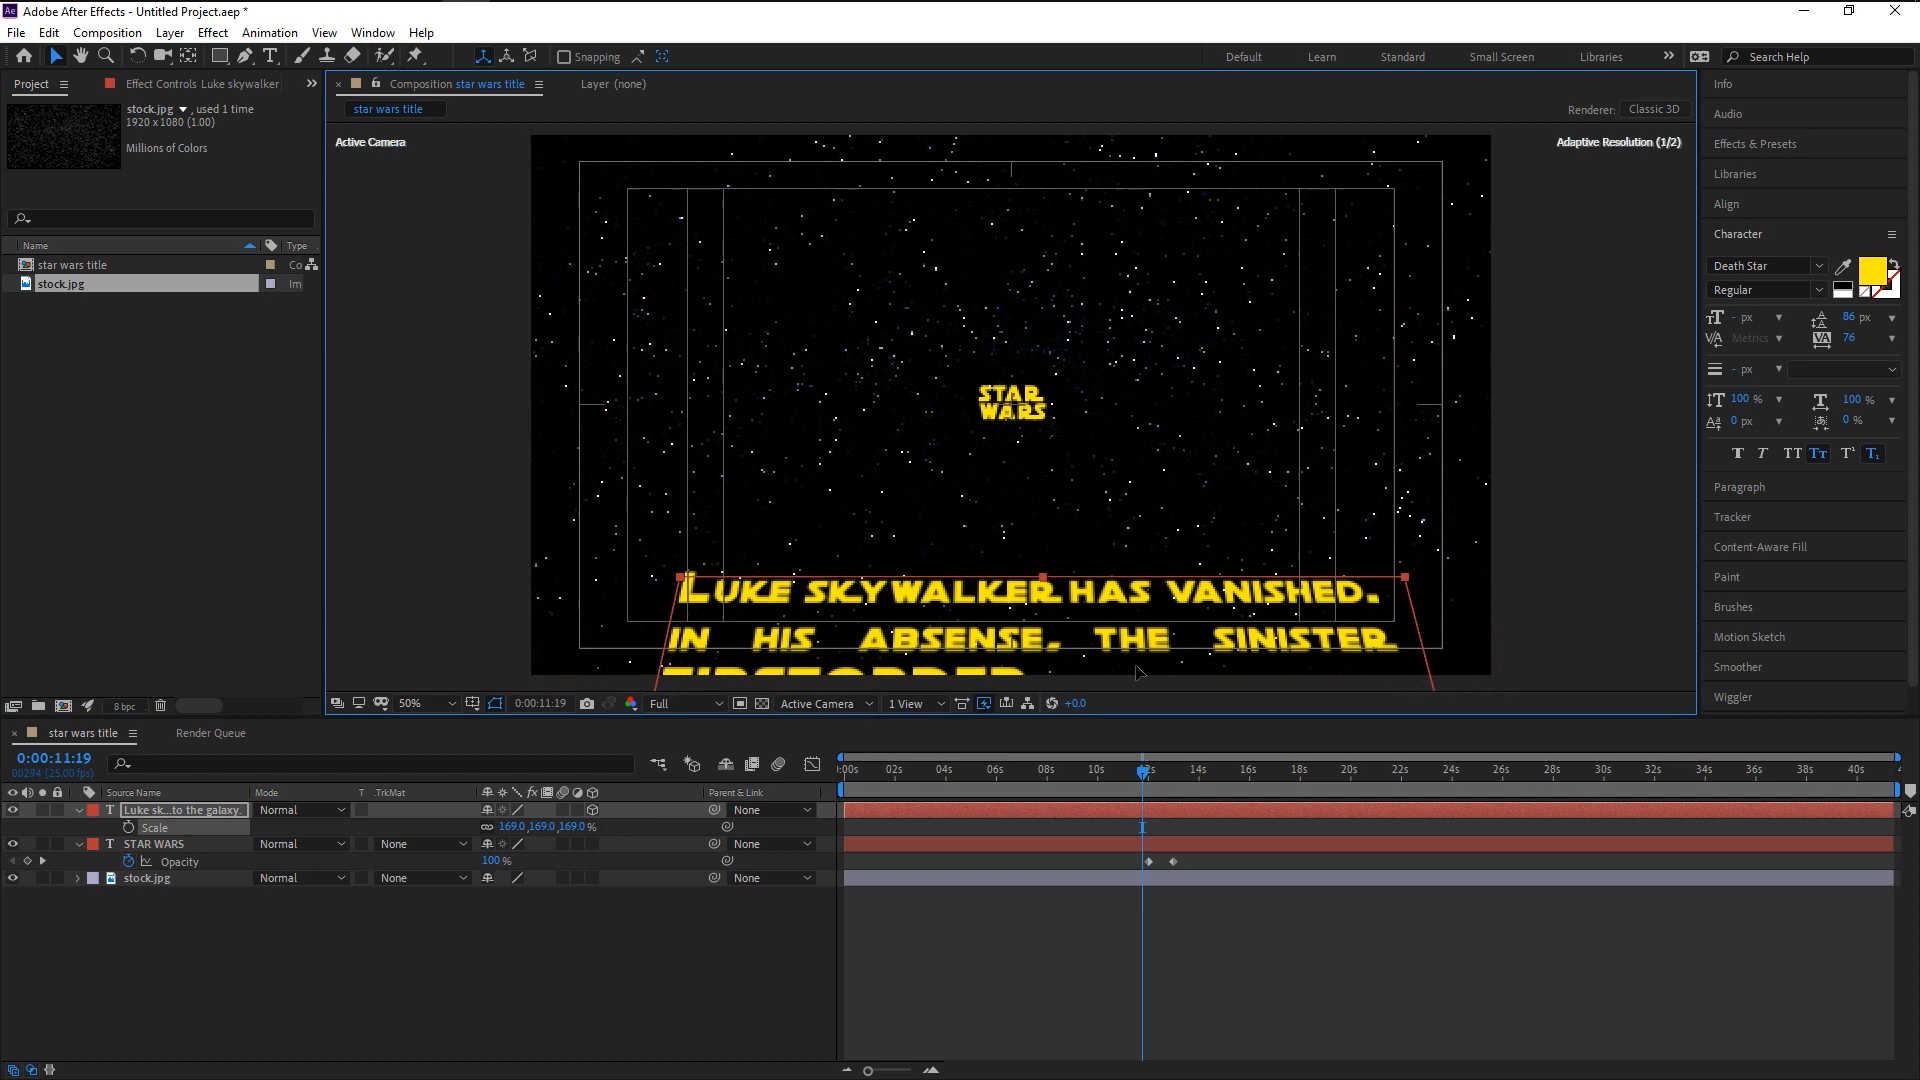 Ae Adobe After Effects - Untitled Project.aep *
File Edit Composition Layer Effect Animation View Window Help
Snapping
Default Learn Standard Small Screen Libraries
Search Help
Project Effect Controls Luke skywalker
stock.jpg , used 1 time
1920 x 1080 (1.00)
Millions of Colors
Name Type
star wars title Co
stock.jpg Im
8 bpc
Composition star wars title Layer (none)
star wars title
Renderer: Classic 3D
Active Camera
Adaptive Resolution (1/2)
STAR
WARS
LUKE SKYWALKER HAS VANISHED.
IN HIS ABSENSE, THE SINISTER
50% 0:00:11:19 Full Active Camera 1 View +0.0
Info
Audio
Effects & Presets
Libraries
Align
Character
Death Star
Regular
- px 86 px
Metrics 76
- px
100 % 100 %
0 px 0 %
Paragraph
Tracker
Content-Aware Fill
Paint
Brushes
Motion Sketch
Smoother
Wiggler
star wars title Render Queue
0:00:11:19
00294 (25.00 fps)
:00s 02s 04s 06s 08s 10s 12s 14s 16s 18s 20s 22s 24s 26s 28s 30s 32s 34s 36s 38s 40s
Source Name Mode T .TrkMat Parent & Link
T Luke sk...to the galaxy. Normal None
Scale 169.0,169.0,169.0 %
T STAR WARS Normal None None
Opacity 100 %
stock.jpg Normal None None